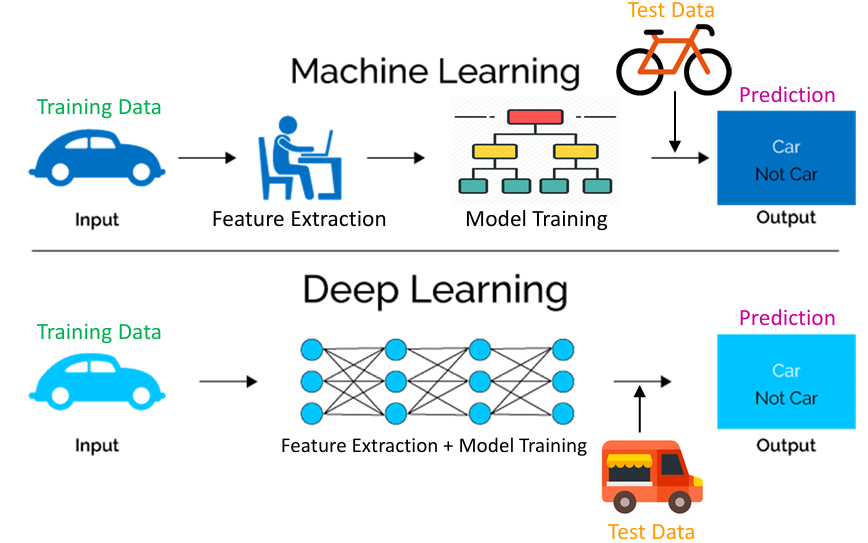 Test Data
Machine Learning
Training Data
Prediction
Car
Not Car
Input
Feature Extraction
Model Training
Output
Deep Learning
Training Data
Prediction
Car
Not Car
Input
Feature Extraction + Model Training
Output
Test Data